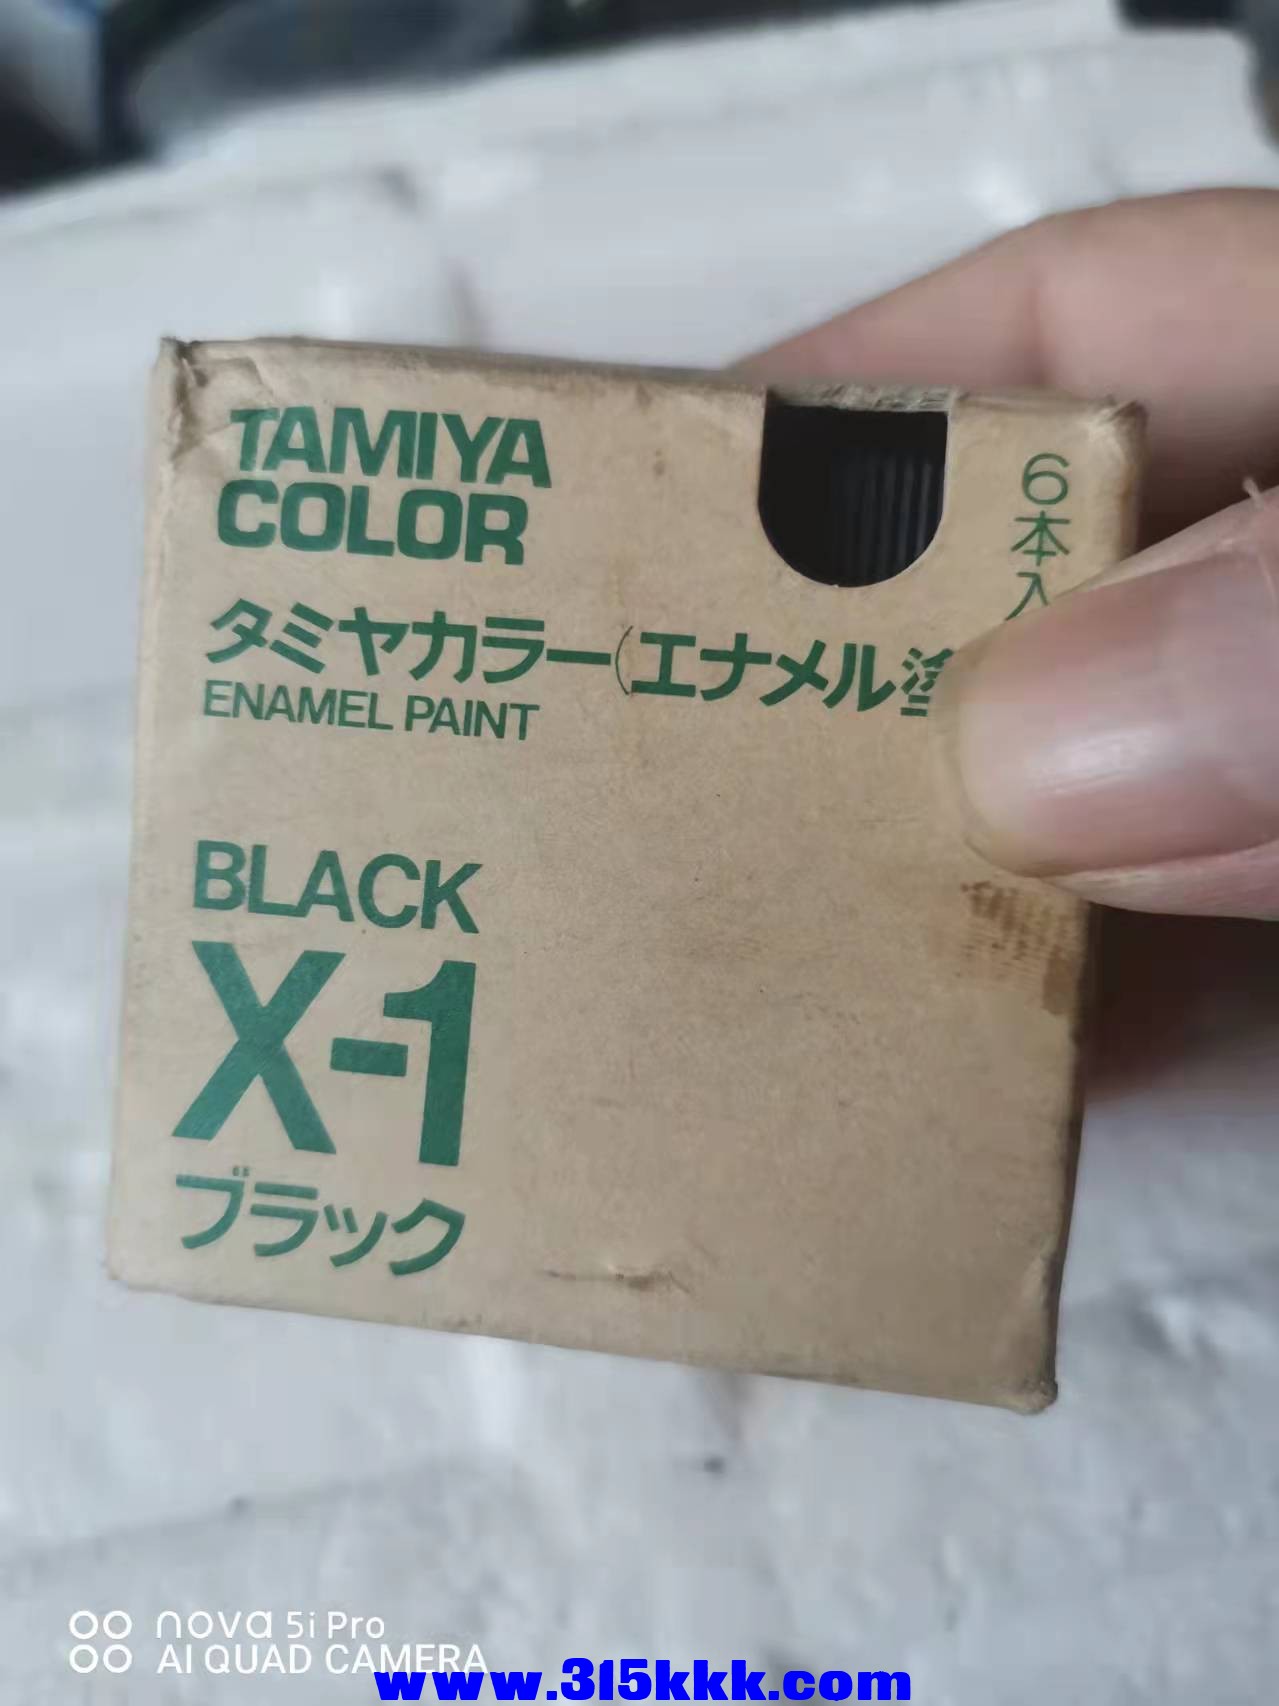 TAMIYA
COLOR
6本入
タミヤカラー(エナメル塗
ENAMEL PAINT
BLACK
X-1
ブラック
nova 5i Pro
AI QUAD CAMERA
www.315kkk.com